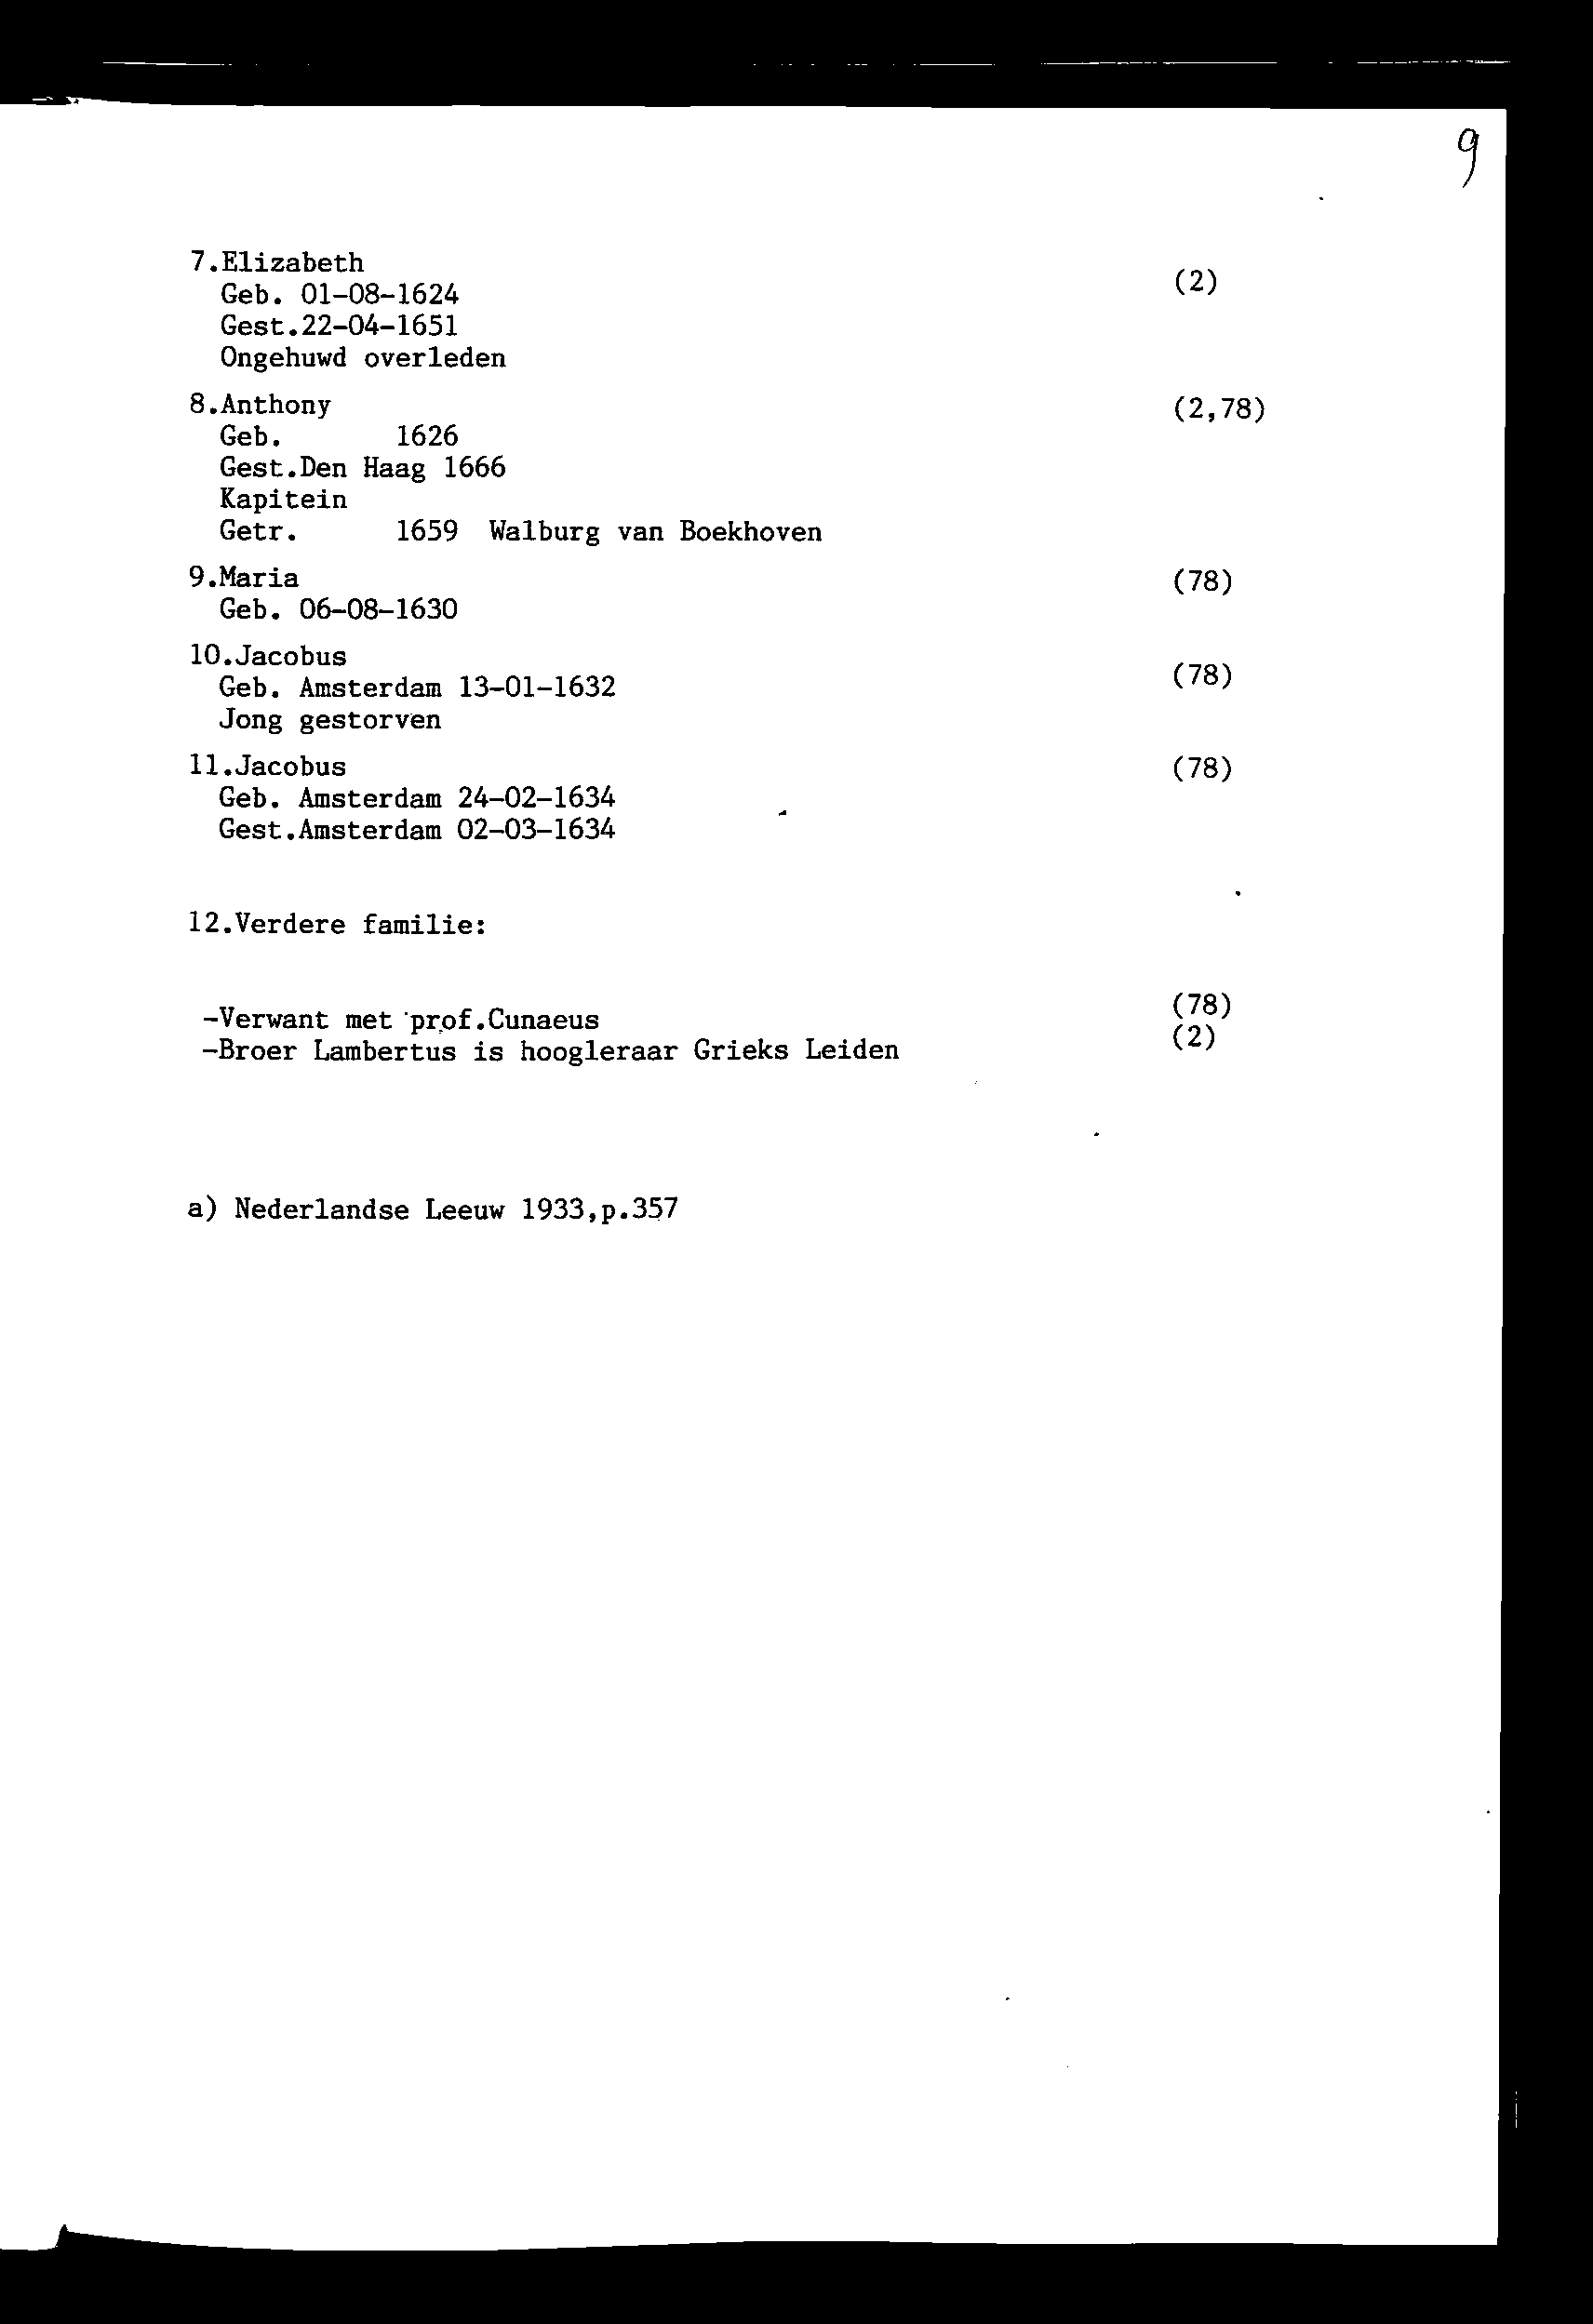 9
7.Elizabeth (2)
Geb. 01-08-1624
Gest.22-04-1651
Ongehuwd overleden
8.Anthony (2,78)
Geb. 1626
Gest.Den Haag 1666
Kapitein
Getr. 1659 Walburg van Boekhoven
9.Maria (78)
Geb. 06-08-1630
10.Jacobus
Geb. Amsterdam 13-01-1632 (78)
Jong gestorven
11.Jacobus (78)
Geb. Amsterdam 24-02-1634
Gest.Amsterdam 02-03-1634
12.Verdere familie:
-Verwant met prof.Cunaeus (78)
-Broer Lambertus is hoogleraar Grieks Leiden (2)
a) Nederlandse Leeuw 1933,p.357